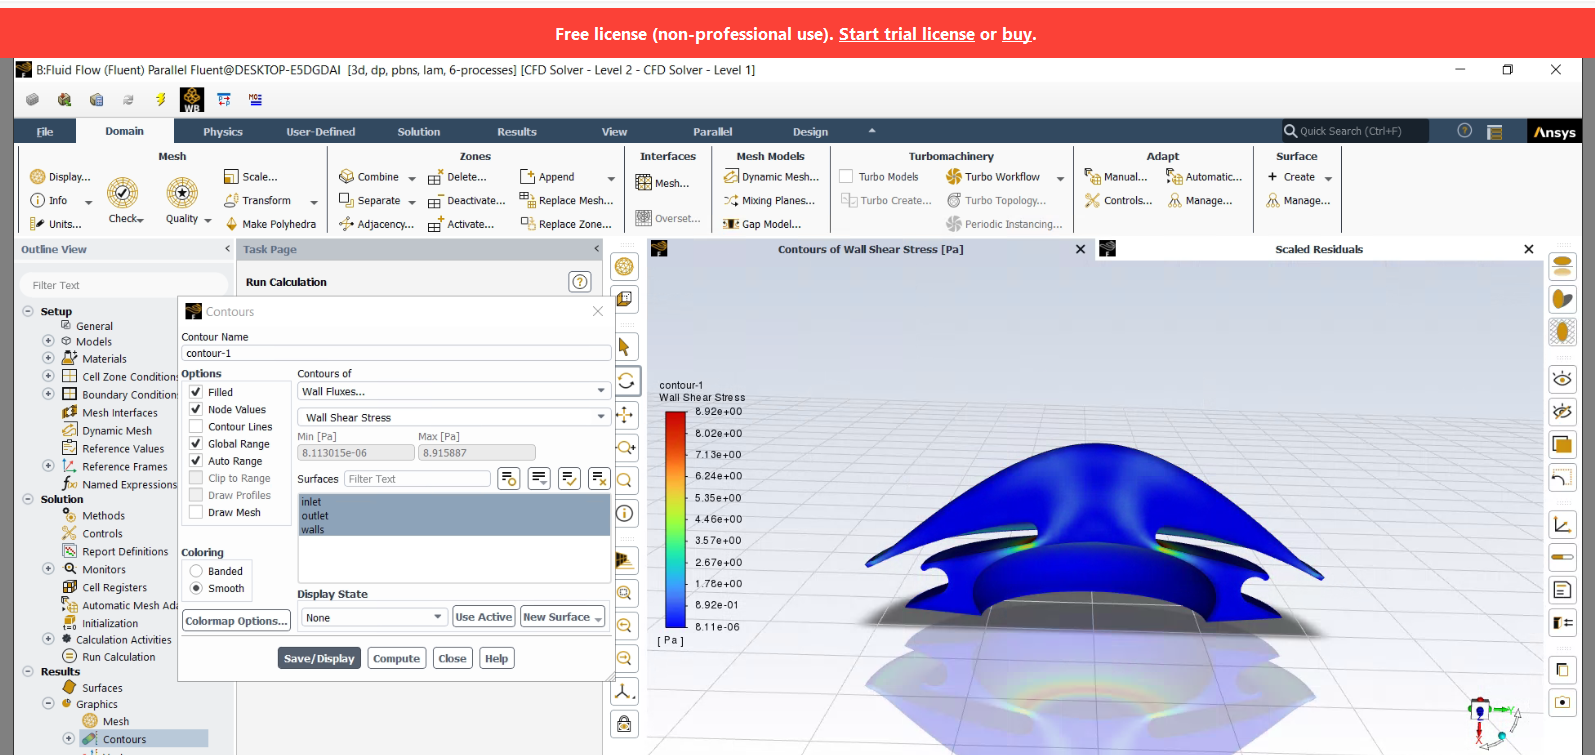 Free license (non-professional use). Start trial license or buy.
B:Fluid Flow (Fluent) Parallel Fluent@DESKTOP-E5DGDAI [3d, dp, pbns, lam, 6-processes] [CFD Solver - Level 2 - CFD Solver - Level 1]
WB
File Domain Physics User-Defined Solution Results View Parallel Design Quick Search (Ctrl+F) Ansys
Mesh Zones Interfaces Mesh Models Turbomachinery Adapt Surface
Display... Scale... Combine Delete... Append Mesh... Dynamic Mesh... Turbo Models Turbo Workflow Manual... Automatic... Create
Info Transform Separate Deactivate... Replace Mesh... Mixing Planes... Turbo Create... Turbo Topology... Controls... Manage... Manage...
Units... Check Quality Make Polyhedra Adjacency... Activate... Replace Zone... Overset... Gap Model... Periodic Instancing...
Outline View Task Page Contours of Wall Shear Stress [Pa] Scaled Residuals
Filter Text
Run Calculation
Setup
General
Models
Materials
Cell Zone Condition
Boundary Condition
Mesh Interfaces
Dynamic Mesh
Reference Values
Reference Frames
Named Expressions
Solution
Methods
Controls
Report Definitions
Monitors
Cell Registers
Automatic Mesh Ada
Initialization
Calculation Activities
Run Calculation
Results
Surfaces
Graphics
Mesh
Contours
Contours
Contour Name
contour-1
Options
Filled
Node Values
Contour Lines
Global Range
Auto Range
Clip to Range
Draw Profiles
Draw Mesh
Coloring
Banded
Smooth
Colormap Options...
Contours of
Wall Fluxes...
Wall Shear Stress
Min [Pa] Max [Pa]
8.113015e-06 8.915887
Surfaces Filter Text
inlet
outlet
walls
Display State
None Use Active New Surface
Save/Display Compute Close Help
contour-1
Wall Shear Stress
8.92e+00
8.02e+00
7.13e+00
6.24e+00
5.35e+00
4.46e+00
3.57e+00
2.67e+00
1.78e+00
8.92e-01
8.11e-06
[ Pa ]